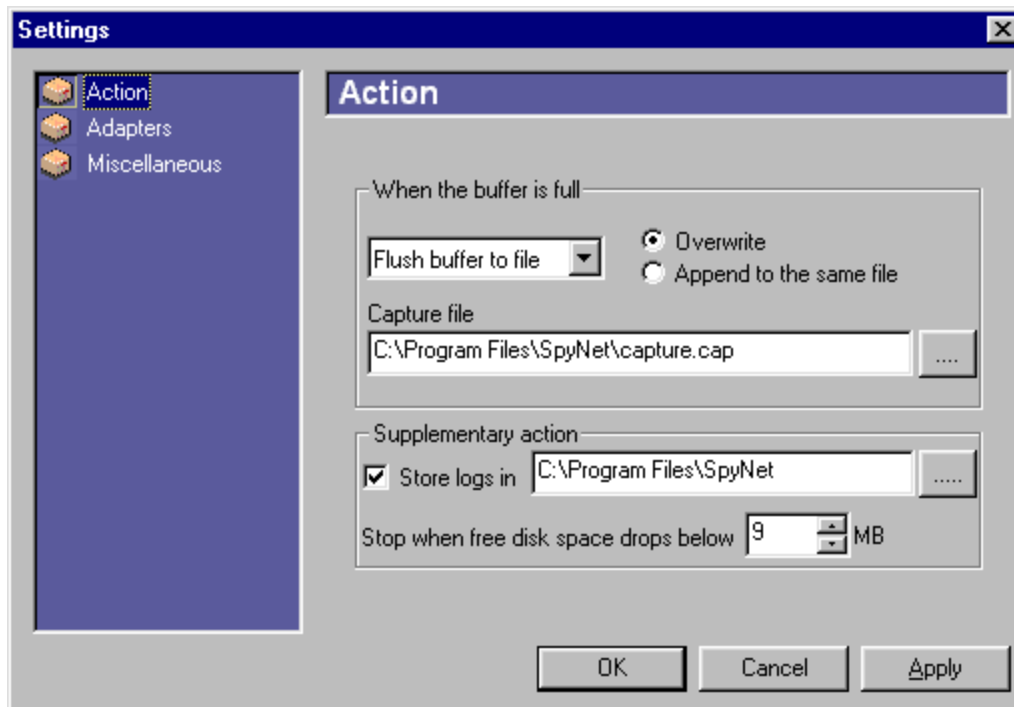 Settings
Action
Adapters
Miscellaneous
Action
When the buffer is full
Flush buffer to file
Overwrite
Append to the same file
Capture file
C:\Program Files\SpyNet\capture.cap
....
Supplementary action
Store logs in
C:\Program Files\SpyNet
.....
Stop when free disk space drops below 9 MB
OK
Cancel
Apply